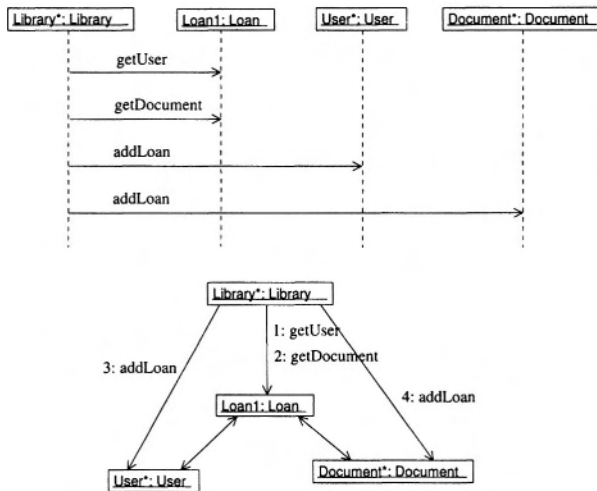 Library*: Library
Loan1: Loan
User*: User
Document*: Document
getUser
getDocument
addLoan
addLoan
Library*: Library
1: getUser
2: getDocument
3: addLoan
4: addLoan
Loan1: Loan
User*: User
Document*: Document